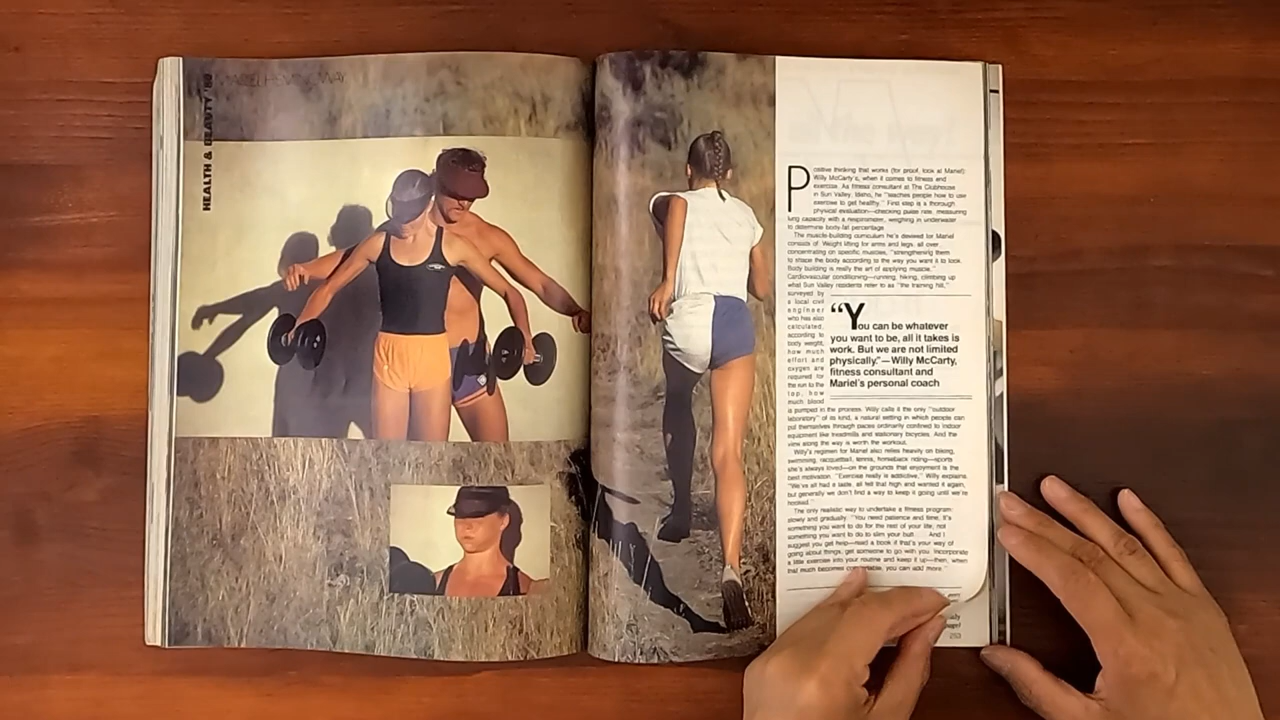 MARIEL HEMINGWAY
HEALTH & BEAUTY '80
Positive thinking that works (for proof, look at Mariel)
Willy McCarty's, when it comes to fitness and
exercise. As fitness consultant at The Clubhouse
in Sun Valley, Idaho, he "teaches people how to use
exercise to get healthy." First step is a thorough
physical evaluation—checking pulse rate, measuring
lung capacity with a respirometer, weighing in underwater
to determine body-fat percentage.
The muscle-building curriculum he's devised for Mariel
consists of Weight lifting for arms and legs, all over,
concentrating on specific muscles, "strengthening them
to shape the body according to the way you want it to look.
Body building is really the art of applying muscle."
Cardiovascular conditioning—running, hiking, climbing up
what Sun Valley residents refer to as "the training hill,"
surveyed by
a local civil
engineer
who has also
calculated,
according to
body weight,
how much
effort and
oxygen are
required for
the run to the
top, how
much blood
"You can be whatever
you want to be, all it takes is
work. But we are not limited
physically."—Willy McCarty,
fitness consultant and
Mariel's personal coach
is pumped in the process. Willy calls it the only "outdoor
laboratory" of its kind, a natural setting in which people can
put themselves through paces ordinarily confined to indoor
equipment like treadmills and stationary bicycles. And the
view along the way is worth the workout.
Willy's regimen for Mariel also relies heavily on biking,
swimming, racquetball, tennis, horseback riding—sports
she's always loved—on the grounds that enjoyment is the
best motivation. "Exercise really is addictive," Willy explains.
"We've all had a taste, all felt that high and wanted it again,
but generally we don't find a way to keep it going until we're
hooked."
The only realistic way to undertake a fitness program:
slowly and gradually. "You need patience and time. It's
something you want to do for the rest of your life, not
something you want to do to slim your butt . . . And I
suggest you get help—read a book if that's your way of
going about things, get someone to go with you. Incorporate
a little exercise into your routine and keep it up—then, when
that much becomes comfortable, you can add more."
253